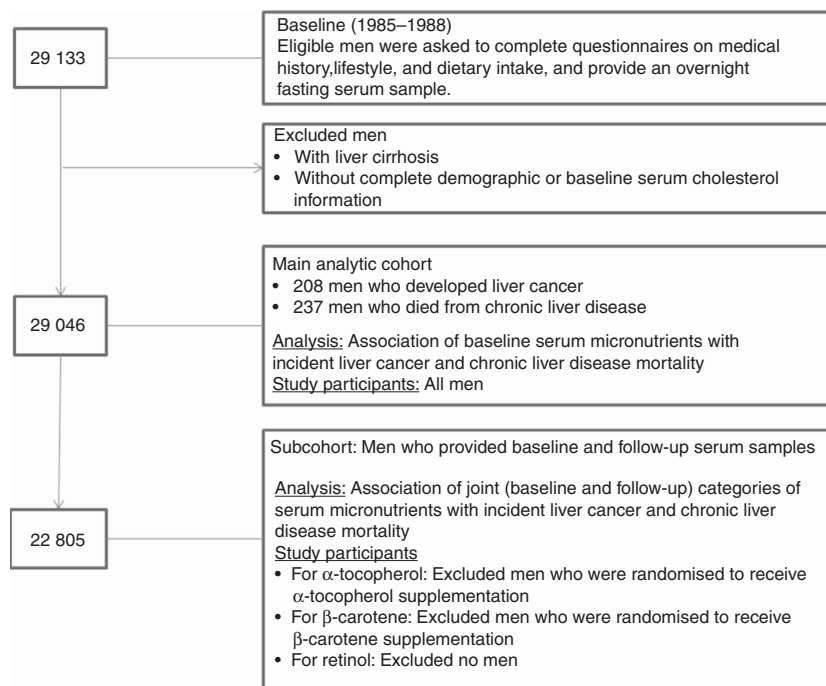 29 133
Baseline (1985–1988)
Eligible men were asked to complete questionnaires on medical
history,lifestyle, and dietary intake, and provide an overnight
fasting serum sample.
Excluded men
• With liver cirrhosis
• Without complete demographic or baseline serum cholesterol
information
29 046
Main analytic cohort
• 208 men who developed liver cancer
• 237 men who died from chronic liver disease
Analysis: Association of baseline serum micronutrients with
incident liver cancer and chronic liver disease mortality
Study participants: All men
22 805
Subcohort: Men who provided baseline and follow-up serum samples
Analysis: Association of joint (baseline and follow-up) categories of
serum micronutrients with incident liver cancer and chronic liver
disease mortality
Study participants
• For α-tocopherol: Excluded men who were randomised to receive
α-tocopherol supplementation
• For β-carotene: Excluded men who were randomised to receive
β-carotene supplementation
• For retinol: Excluded no men